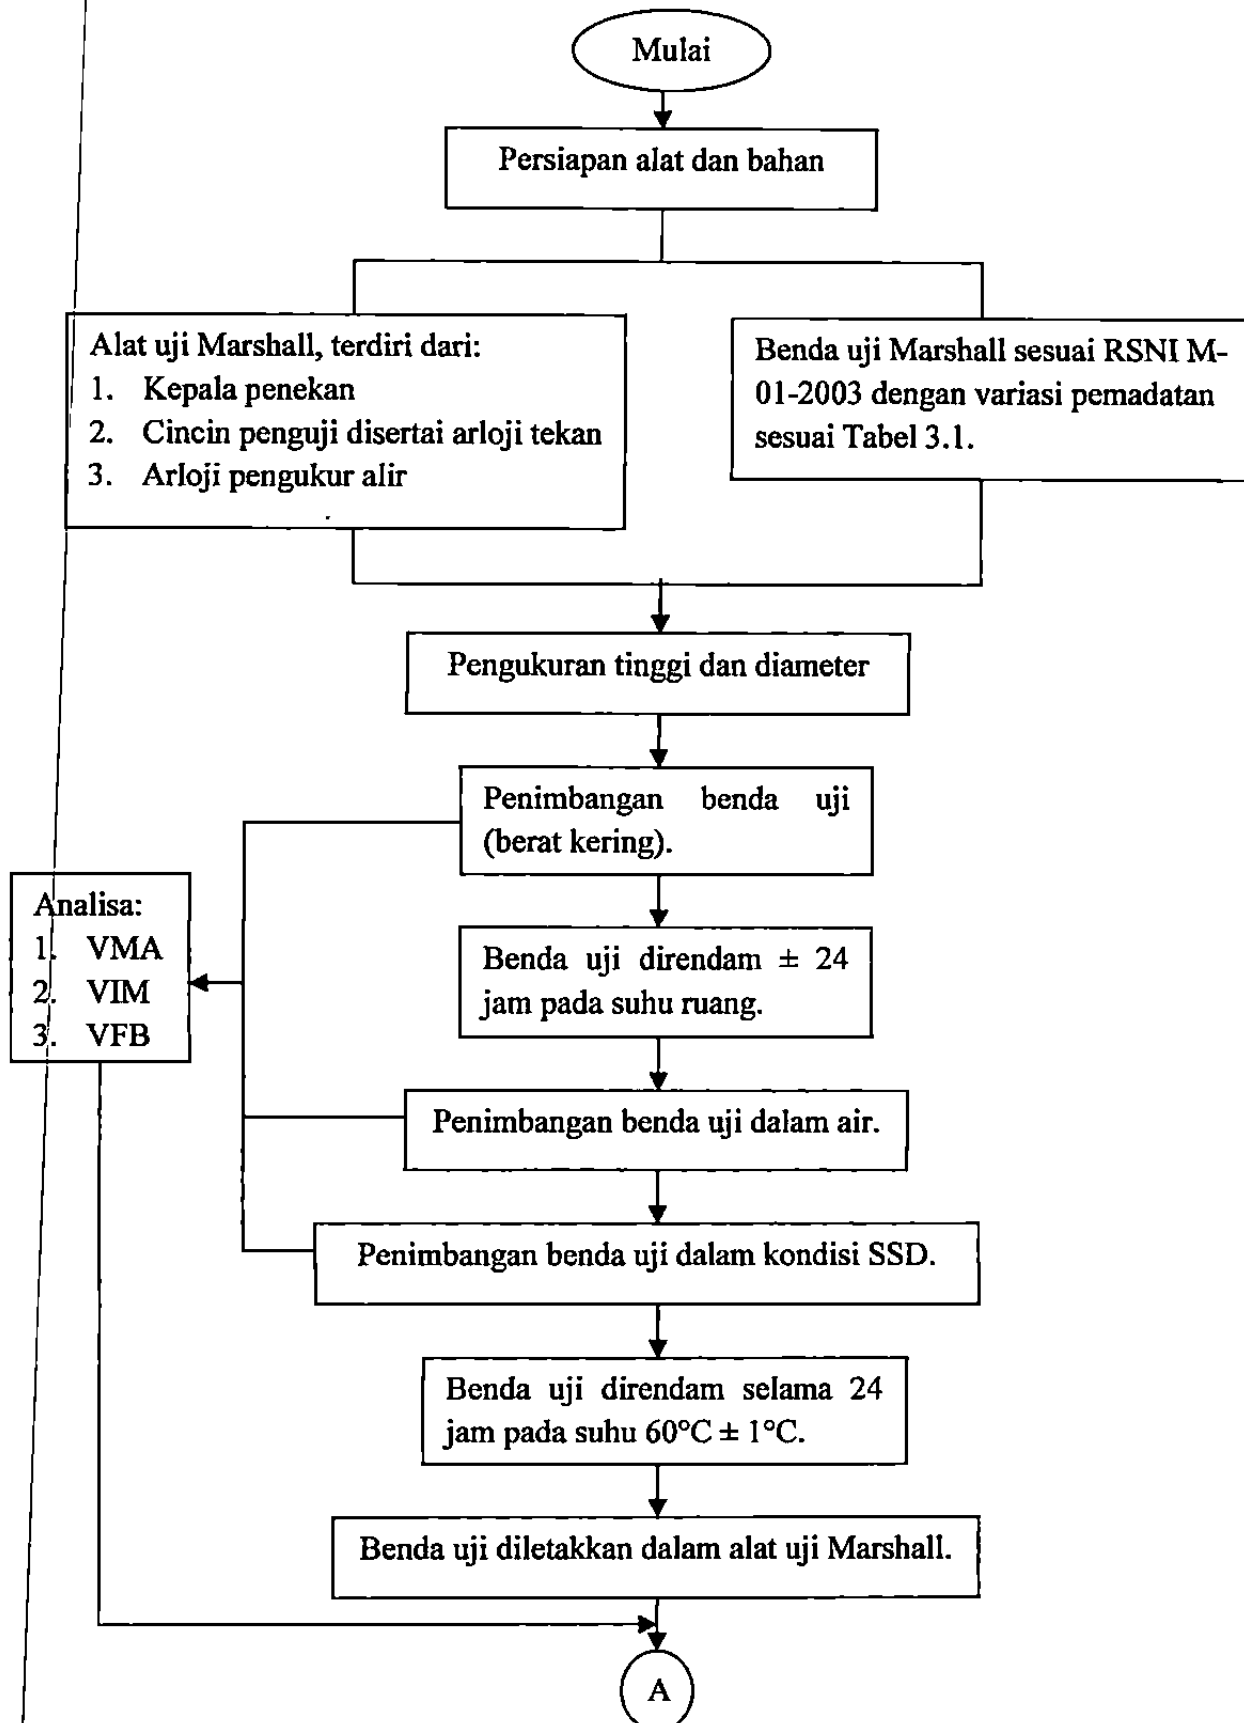 Mulai
Persiapan alat dan bahan
Alat uji Marshall, terdiri dari:
1. Kepala penekan
2. Cincin penguji disertai arloji tekan
3. Arloji pengukur alir
Benda uji Marshall sesuai RSNI M-
01-2003 dengan variasi pemadatan
sesuai Tabel 3.1.
Pengukuran tinggi dan diameter
Penimbangan benda uji
(berat kering).
Analisa:
1. VMA
2. VIM
3. VFB
Benda uji direndam ± 24
jam pada suhu ruang.
Penimbangan benda uji dalam air.
Penimbangan benda uji dalam kondisi SSD.
Benda uji direndam selama 24
jam pada suhu 60°C ± 1°C.
Benda uji diletakkan dalam alat uji Marshall.
A